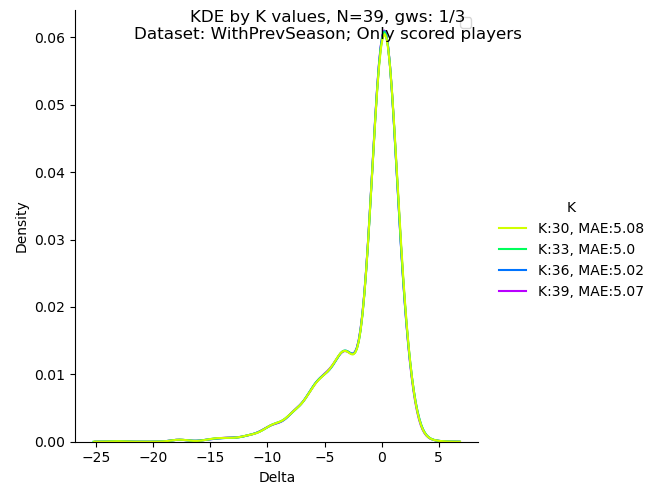 KDE by K values, N=39, gws: 1/3
Dataset: WithPrevSeason; Only scored players
0.06
0.05
0.04
0.03
0.02
0.01
0.00
Density
−25
−20
−15
−10
−5
0
5
Delta
K
K:30, MAE:5.08
K:33, MAE:5.0
K:36, MAE:5.02
K:39, MAE:5.07